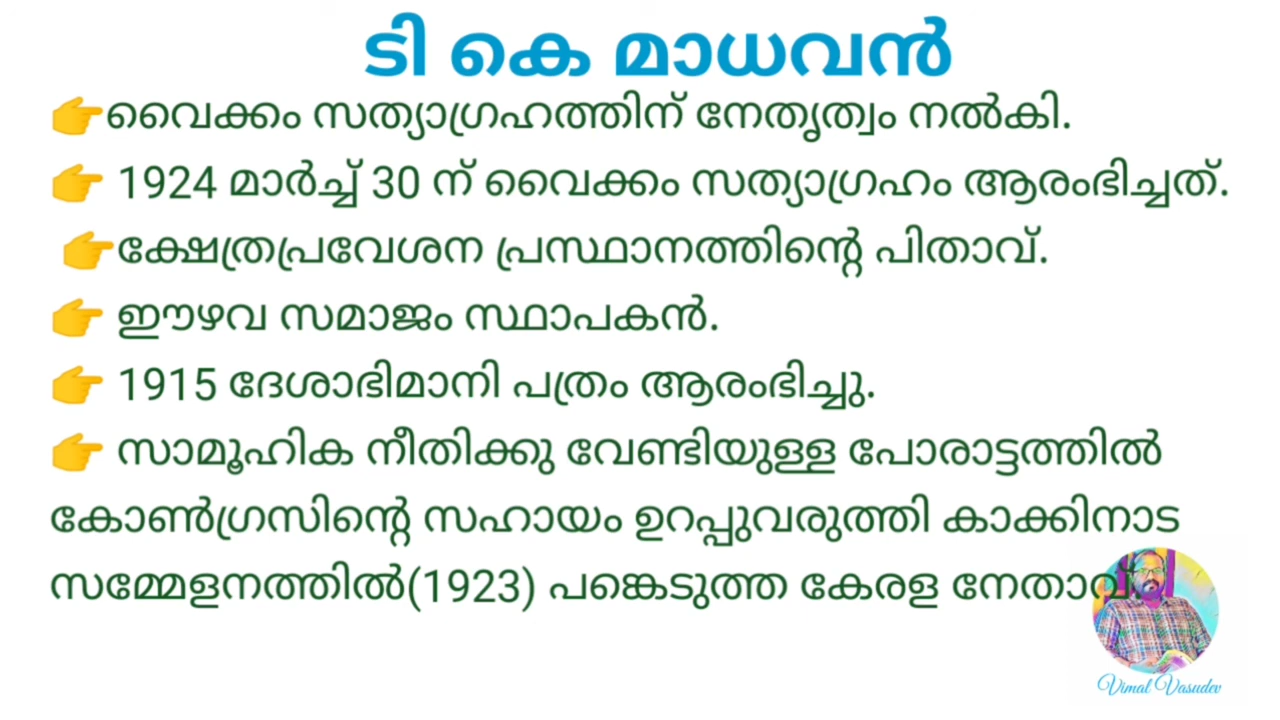 ടി കെ മാധവൻ
👉വൈക്കം സത്യാഗ്രഹത്തിന് നേതൃത്വം നൽകി.
👉 1924 മാർച്ച് 30 ന് വൈക്കം സത്യാഗ്രഹം ആരംഭിച്ചത്.
👉ക്ഷേത്രപ്രവേശന പ്രസ്ഥാനത്തിന്റെ പിതാവ്.
👉 ഈഴവ സമാജം സ്ഥാപകൻ.
👉 1915 ദേശാഭിമാനി പത്രം ആരംഭിച്ചു.
👉 സാമൂഹിക നീതിക്കു വേണ്ടിയുള്ള പോരാട്ടത്തിൽ
കോൺഗ്രസിന്റെ സഹായം ഉറപ്പുവരുത്തി കാക്കിനാട
സമ്മേളനത്തിൽ(1923) പങ്കെടുത്ത കേരള നേതാവ്.
Vimal Vasudev